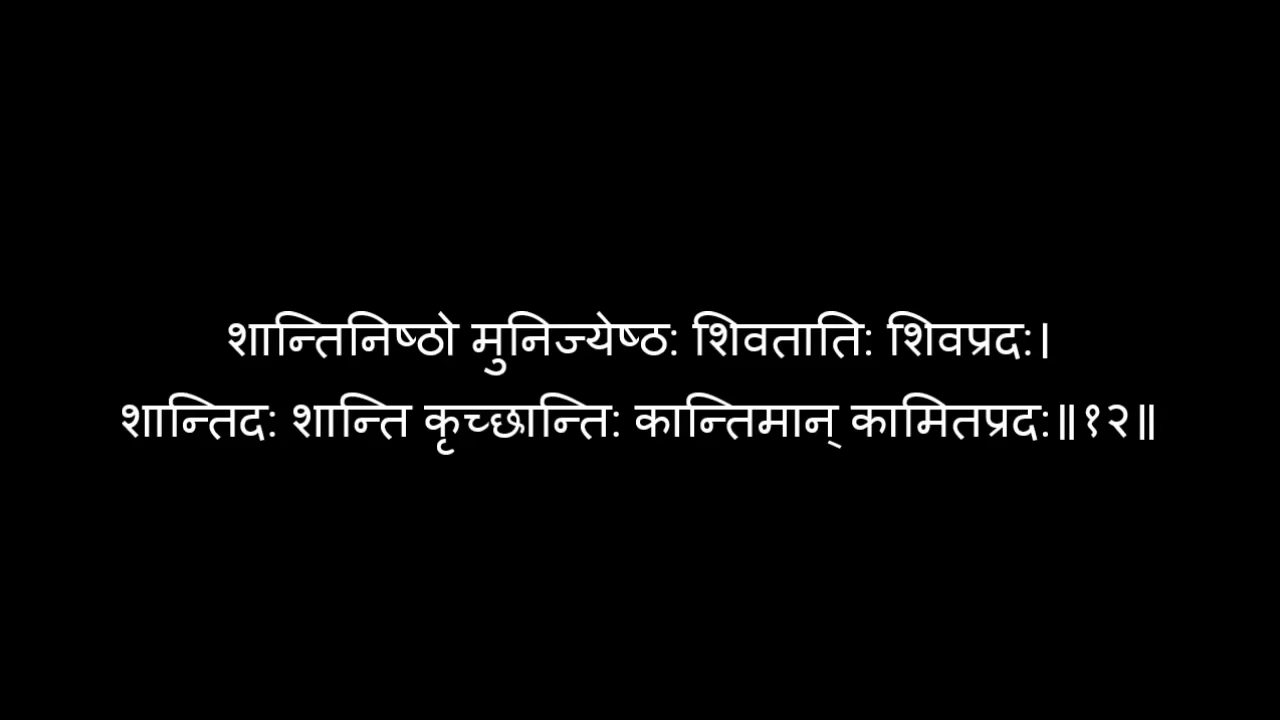 शान्तिनिष्ठो मुनिज्येष्ठः शिवतातिः शिवप्रदः।
शान्तिदः शान्ति कृच्छान्तिः कान्तिमान् कामितप्रदः॥१२॥